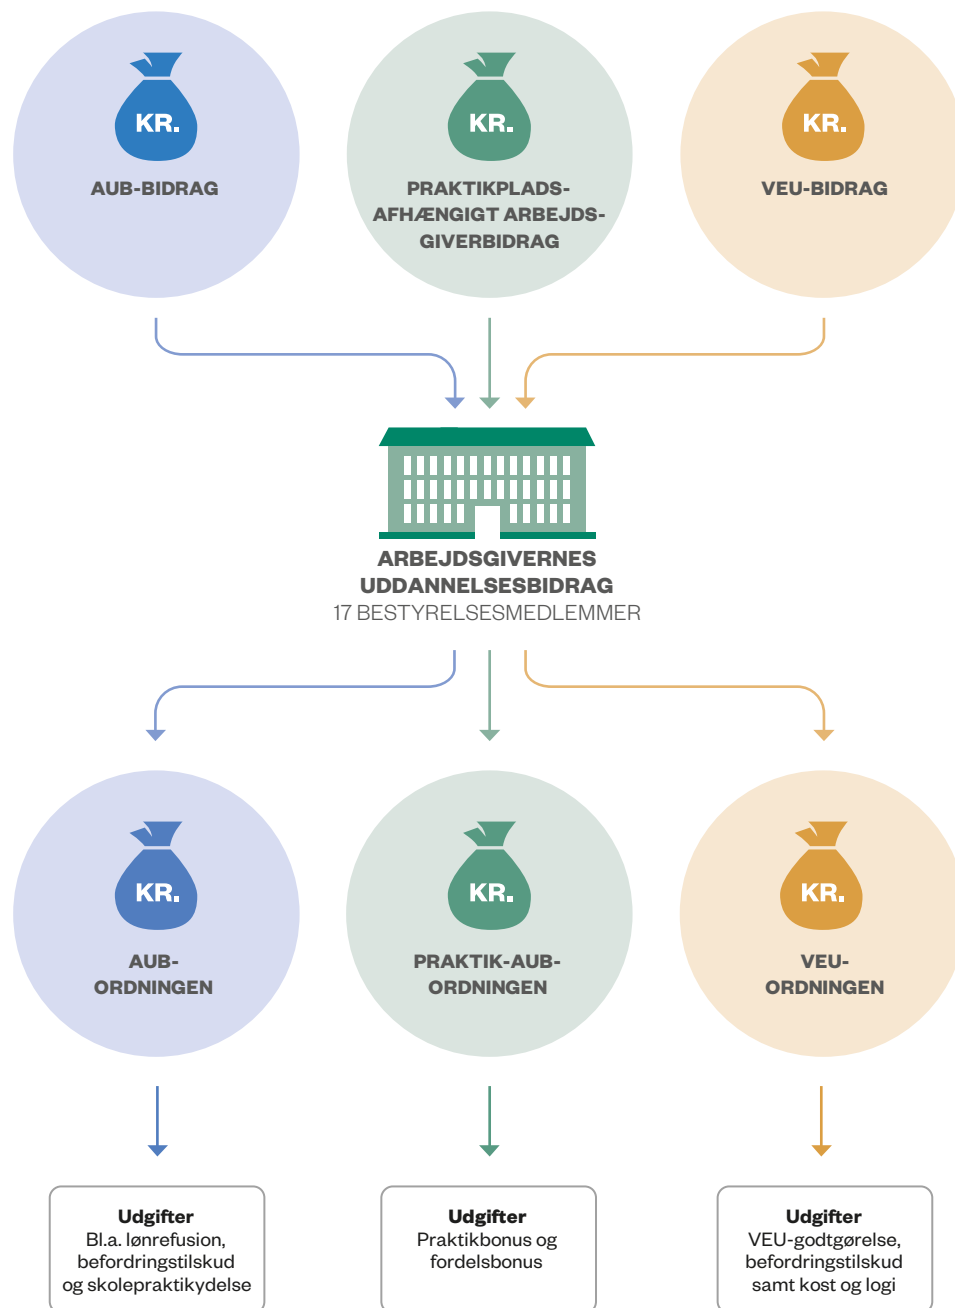 KR.
AUB-BIDRAG
KR.
PRAKTIKPLADS-
AFHÆNGIGT ARBEJDS-
GIVERBIDRAG
KR.
VEU-BIDRAG
ARBEJDSGIVERNES
UDDANNELSESBIDRAG
17 BESTYRELSESMEDLEMMER
KR.
AUB-
ORDNINGEN
KR.
PRAKTIK-AUB-
ORDNINGEN
KR.
VEU-
ORDNINGEN
Udgifter
Bl.a. lønrefusion,
befordringstilskud
og skolepraktikydelse
Udgifter
Praktikbonus og
fordelsbonus
Udgifter
VEU-godtgørelse,
befordringstilskud
samt kost og logi